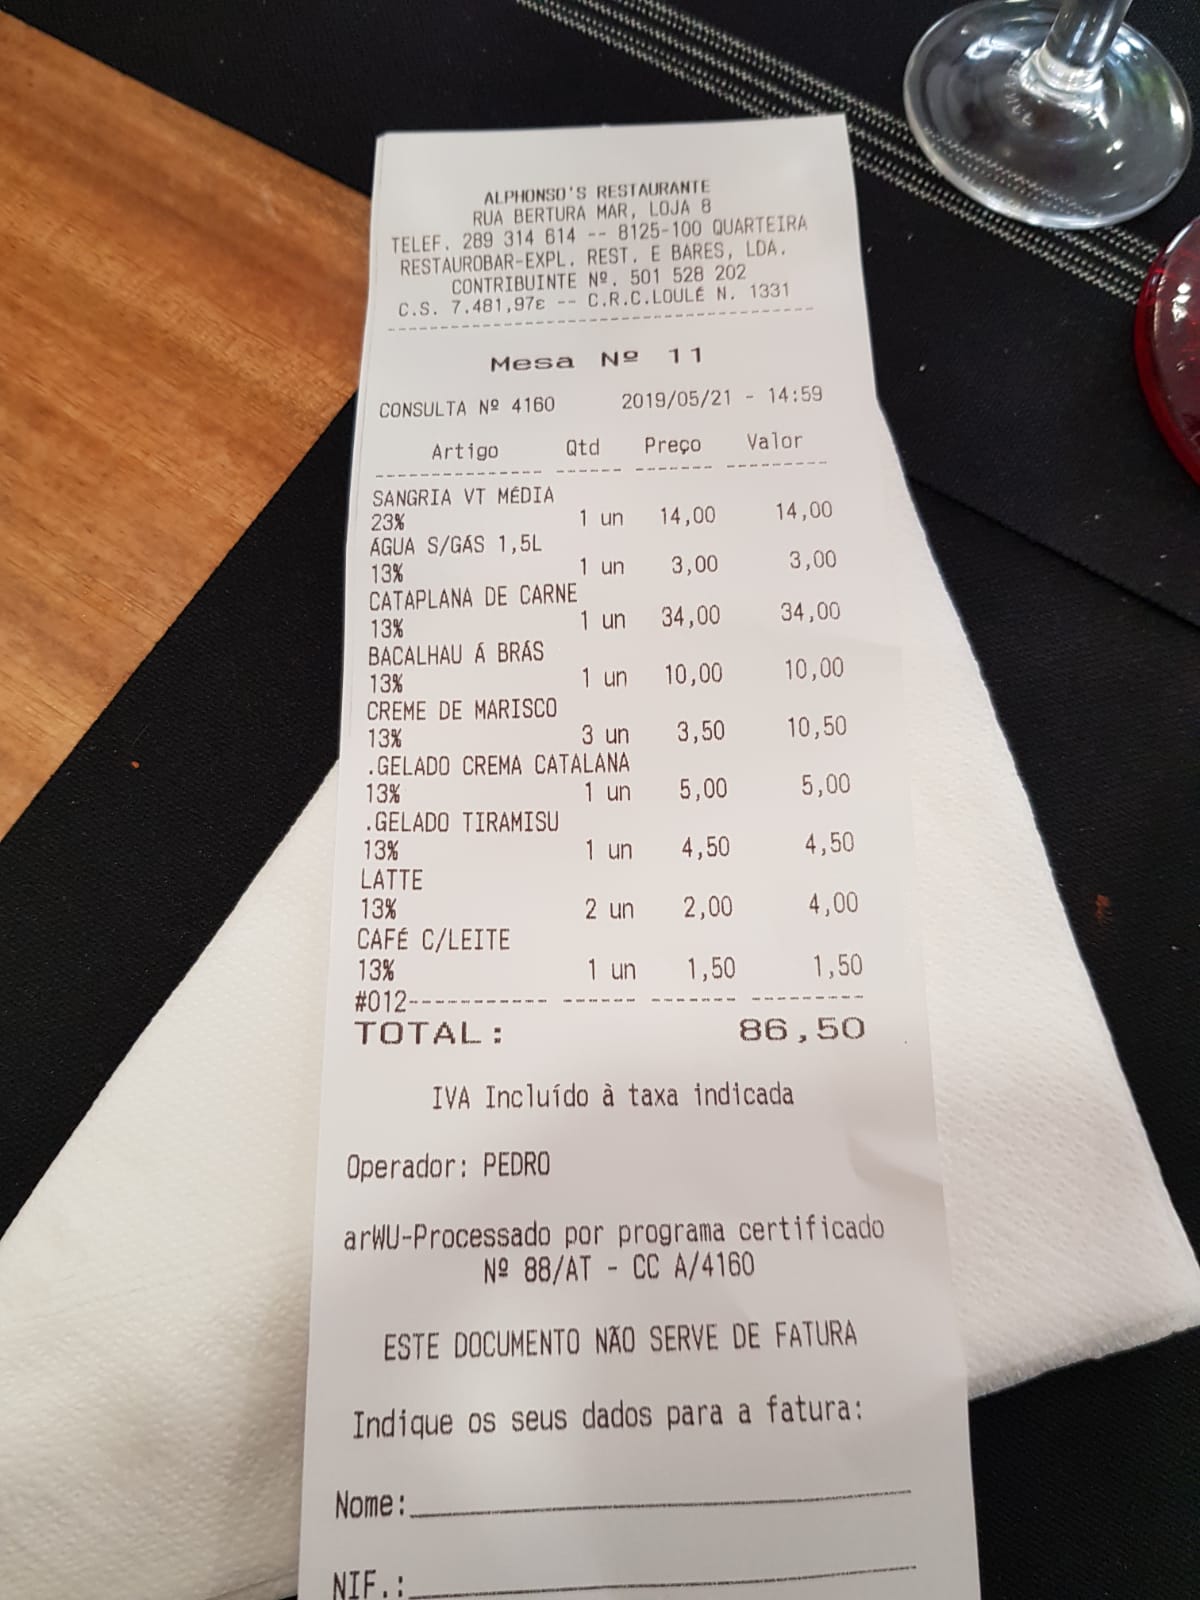 ALPHONSO'S RESTAURANTE
RUA BERTURA MAR, LOJA 8
TELEF. 289 314 614 -- 8125-100 QUARTEIRA
RESTAUROBAR-EXPL. REST. E BARES, LDA.
CONTRIBUINTE Nº. 501 528 202
C.S. 7.481,97ε -- C.R.C.LOULÉ N. 1331
Mesa Nº 11
CONSULTA Nº 4160 2019/05/21 - 14:59
Artigo Qtd Preço Valor
SANGRIA VT MÉDIA
23% 1 un 14,00 14,00
ÁGUA S/GÁS 1,5L
13% 1 un 3,00 3,00
CATAPLANA DE CARNE
13% 1 un 34,00 34,00
BACALHAU Á BRÁS
13% 1 un 10,00 10,00
CREME DE MARISCO
13% 3 un 3,50 10,50
.GELADO CREMA CATALANA
13% 1 un 5,00 5,00
.GELADO TIRAMISU
13% 1 un 4,50 4,50
LATTE
13% 2 un 2,00 4,00
CAFÉ C/LEITE
13% 1 un 1,50 1,50
#012----------- ------ ------- ---------
TOTAL: 86,50
IVA Incluído à taxa indicada
Operador: PEDRO
arWU-Processado por programa certificado
Nº 88/AT - CC A/4160
ESTE DOCUMENTO NÃO SERVE DE FATURA
Indique os seus dados para a fatura:
Nome:
NIF.: